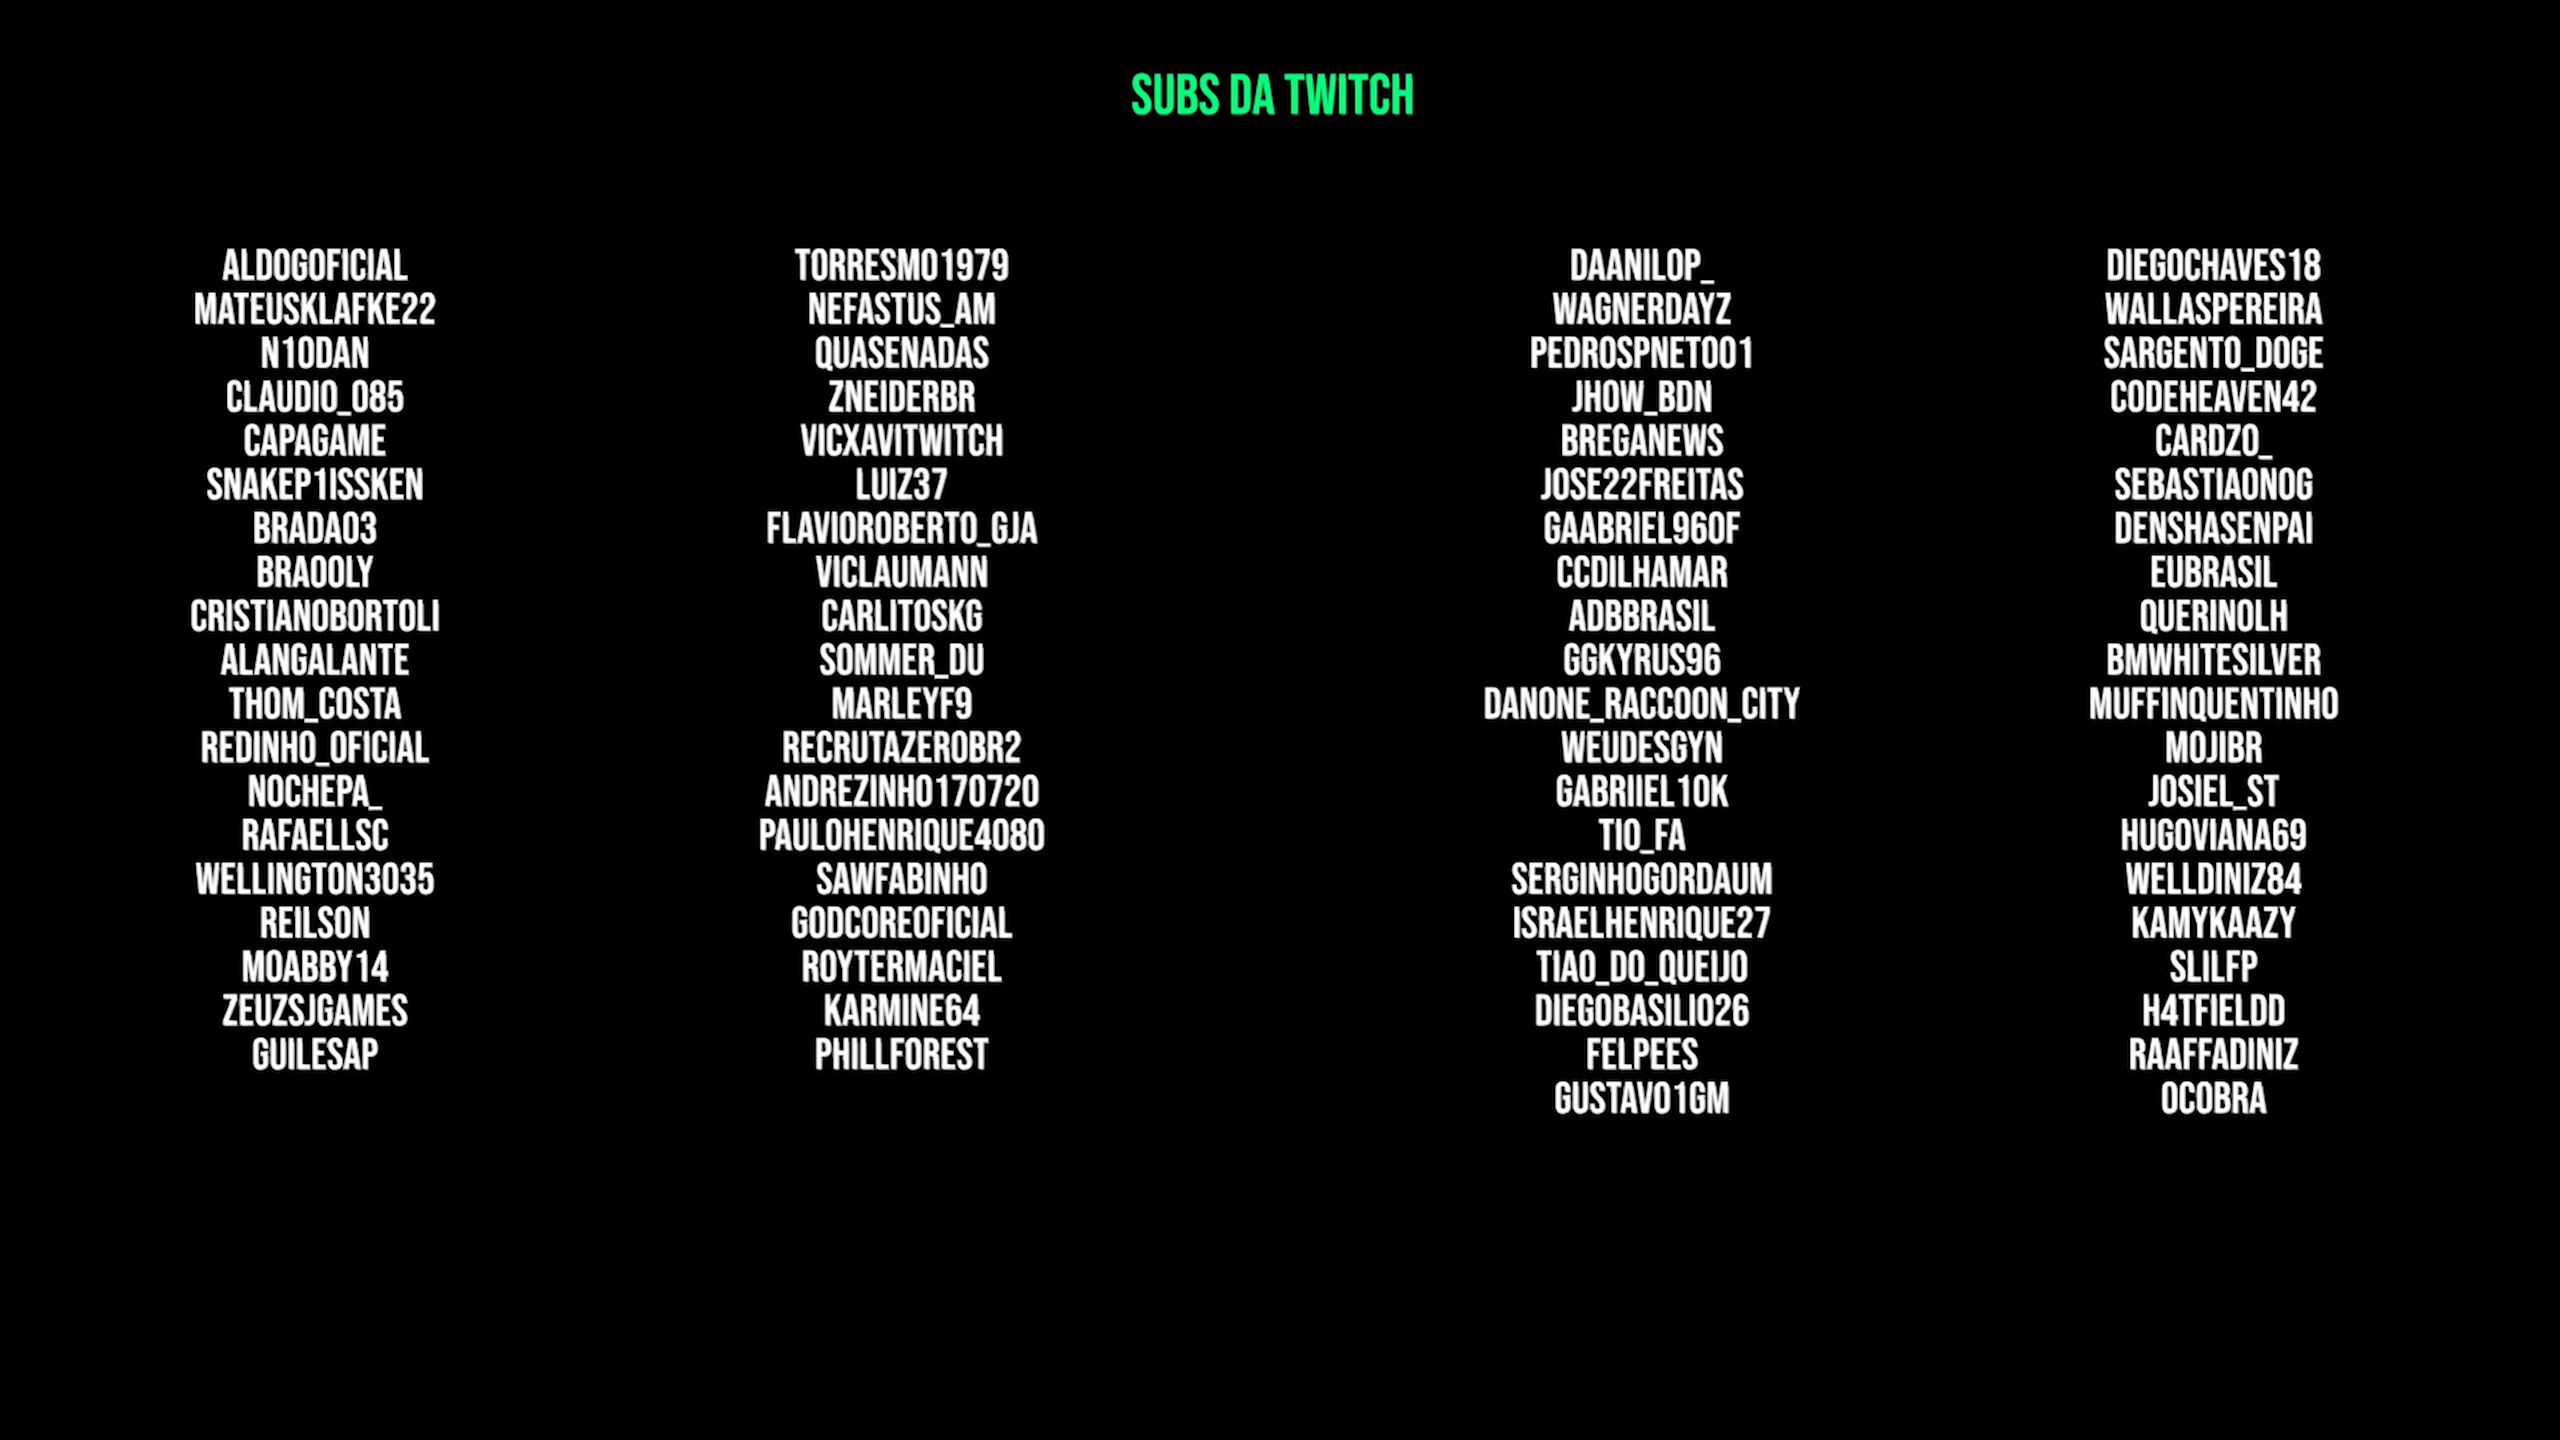 SUBS DA TWITCH
ALDOGOFICIAL
MATEUSKLAFKE22
N10DAN
CLAUDIO_085
CAPAGAME
SNAKEP1ISSKEN
BRADA03
BRAOOLY
CRISTIANOBORTOLI
ALANGALANTE
THOM_COSTA
REDINHO_OFICIAL
NOCHEPA_
RAFAELLSC
WELLINGTON3035
REILSON
MOABBY14
ZEUZSJGAMES
GUILESAP
TORRESMO1979
NEFASTUS_AM
QUASENADAS
ZNEIDERBR
VICXAVITWITCH
LUIZ37
FLAVIOROBERTO_GJA
VICLAUMANN
CARLITOSKG
SOMMER_DU
MARLEYF9
RECRUTAZEROBR2
ANDREZINHO170720
PAULOHENRIQUE4080
SAWFABINHO
GODCOREOFICIAL
ROYTERMACIEL
KARMINE64
PHILLFOREST
DAANILOP_
WAGNERDAYZ
PEDROSPNETO01
JHOW_BDN
BREGANEWS
JOSE22FREITAS
GAABRIEL96OF
CCDILHAMAR
ADBBRASIL
GGKYRUS96
DANONE_RACCOON_CITY
WEUDESGYN
GABRIIEL10K
TIO_FA
SERGINHOGORDAUM
ISRAELHENRIQUE27
TIAO_DO_QUEIJO
DIEGOBASILIO26
FELPEES
GUSTAVO1GM
DIEGOCHAVES18
WALLASPEREIRA
SARGENTO_DOGE
CODEHEAVEN42
CARDZO_
SEBASTIAONOG
DENSHASENPAI
EUBRASIL
QUERINOLH
BMWHITESILVER
MUFFINQUENTINHO
MOJIBR
JOSIEL_ST
HUGOVIANA69
WELLDINIZ84
KAMYKAAZY
SLILFP
H4TFIELDD
RAAFFADINIZ
OCOBRA